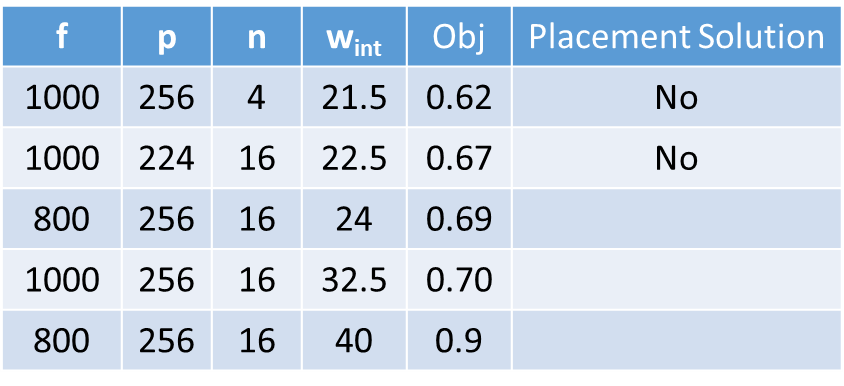 f p n wint Obj Placement Solution
1000 256 4 21.5 0.62 No
1000 224 16 22.5 0.67 No
800 256 16 24 0.69
1000 256 16 32.5 0.70
800 256 16 40 0.9